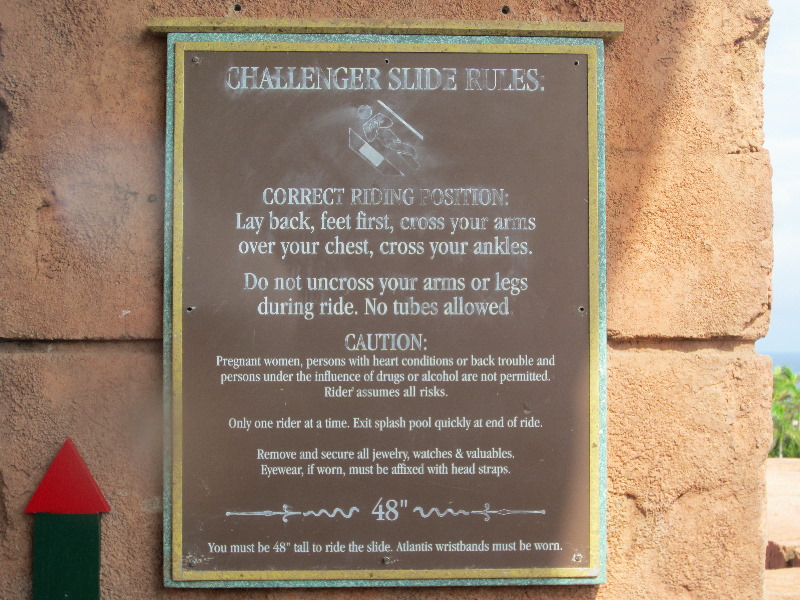 CHALLENGER SLIDE RULES:
CORRECT RIDING POSITION:
Lay back, feet first, cross your arms
over your chest, cross your ankles.
Do not uncross your arms or legs
during ride. No tubes allowed
CAUTION:
Pregnant women, persons with heart conditions or back trouble and
persons under the influence of drugs or alcohol are not permitted.
Rider assumes all risks.
Only one rider at a time. Exit splash pool quickly at end of ride.
Remove and secure all jewelry, watches & valuables.
Eyewear, if worn, must be affixed with head straps.
48"
You must be 48" tall to ride the slide. Atlantis wristbands must be worn.